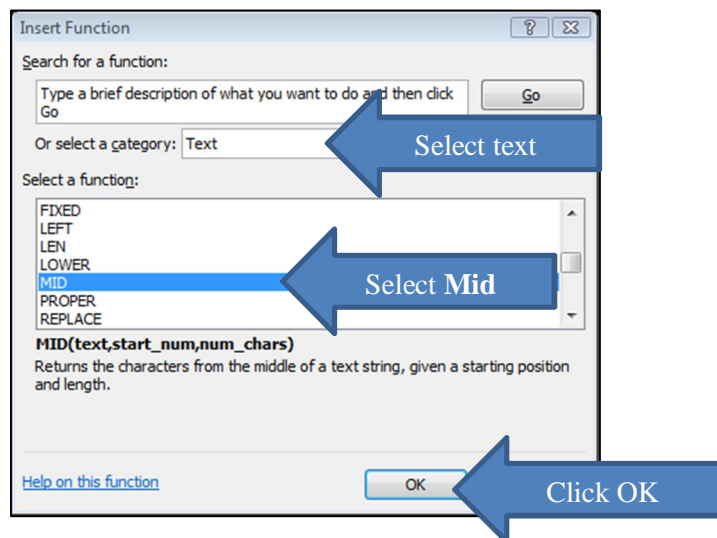 Insert Function
Search for a function:
Type a brief description of what you want to do and then click
Go
Go
Or select a category: Text
Select text
Select a function:
FIXED
LEFT
LEN
LOWER
MID
Select Mid
PROPER
REPLACE
MID(text,start_num,num_chars)
Returns the characters from the middle of a text string, given a starting position
and length.
Help on this function
OK
Click OK